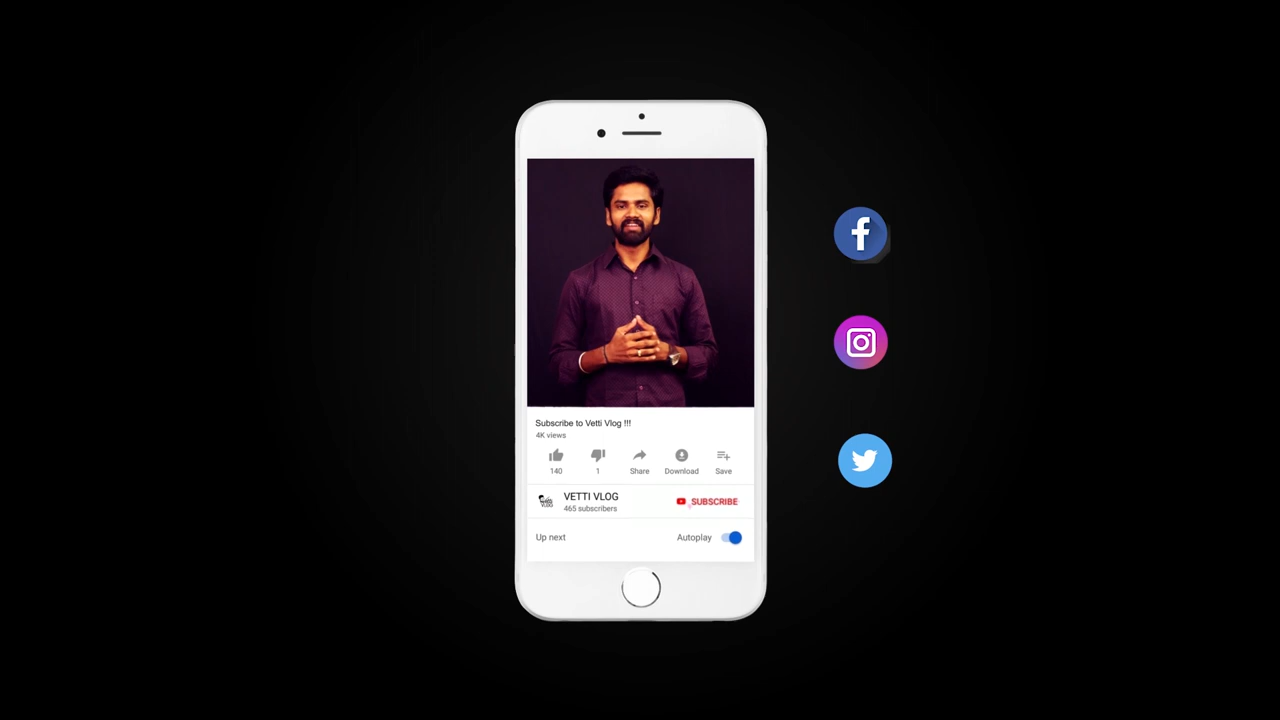 Subscribe to Vetti Vlog !!!
4K views
140 1 Share Download Save
VETTI VLOG SUBSCRIBE
465 subscribers
Up next Autoplay